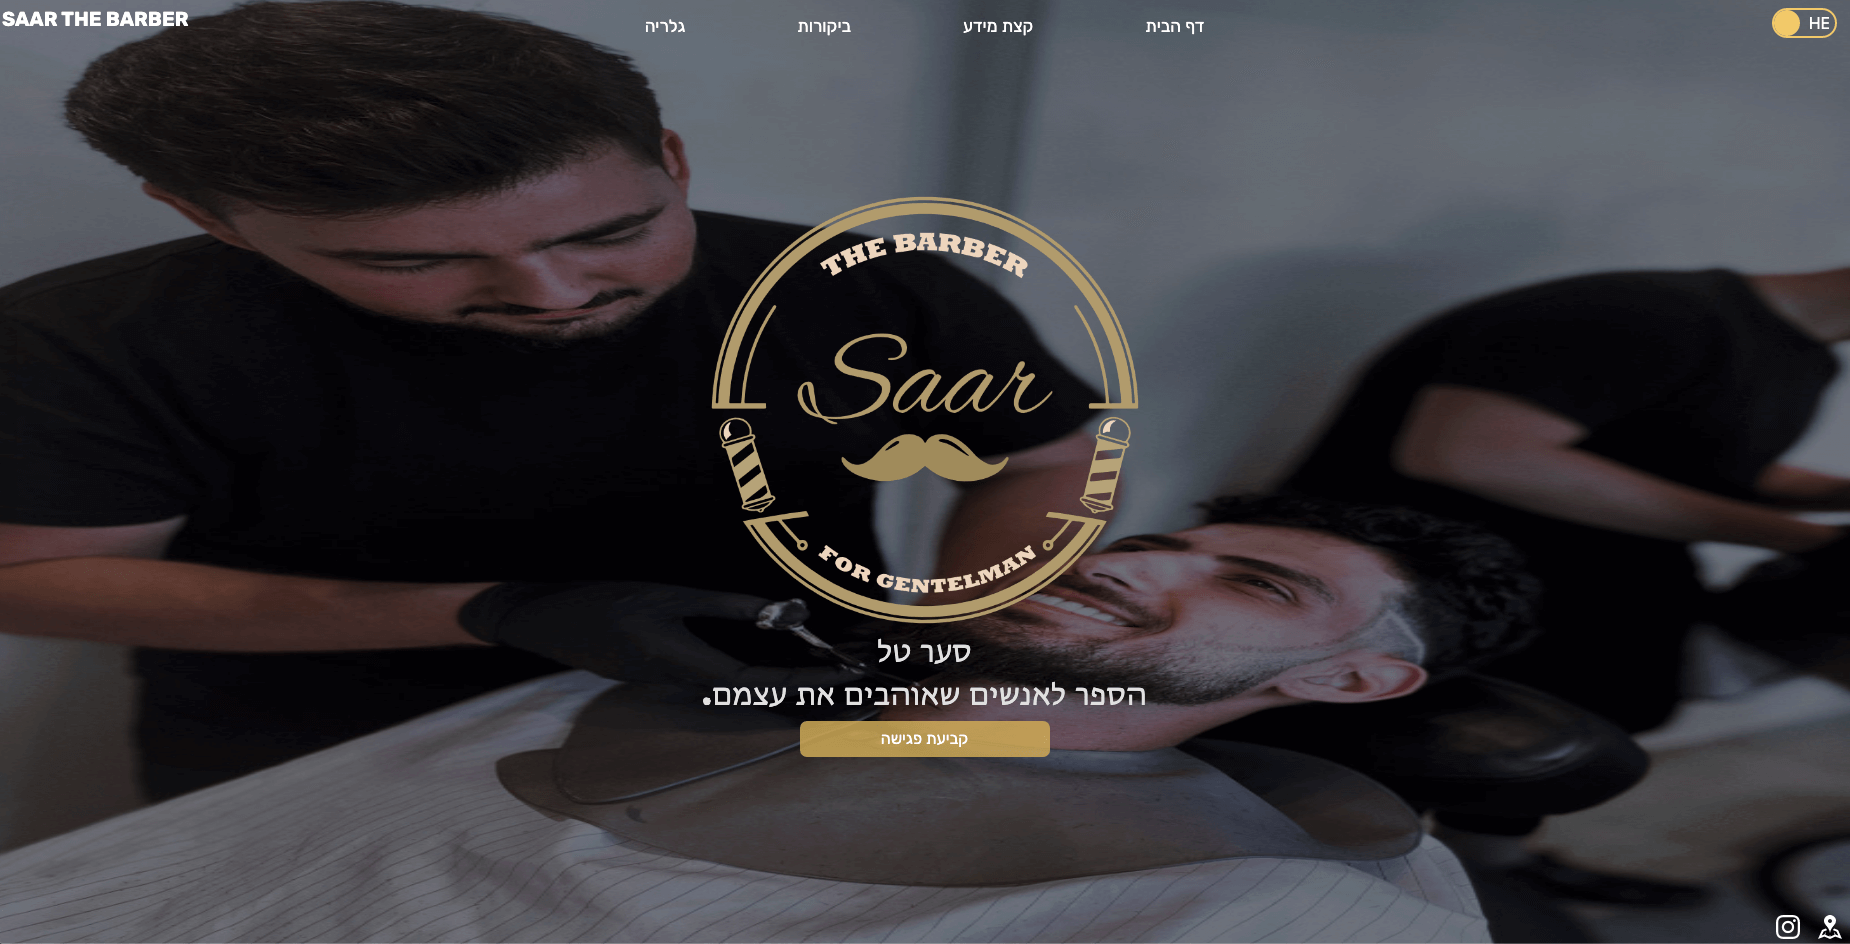 SAAR THE BARBER
דף הבית
קצת מידע
ביקורות
גלריה
HE
THE BARBER
Saar
FOR GENTELMAN
סער טל
הספר לאנשים שאוהבים את עצמם.
קביעת פגישה